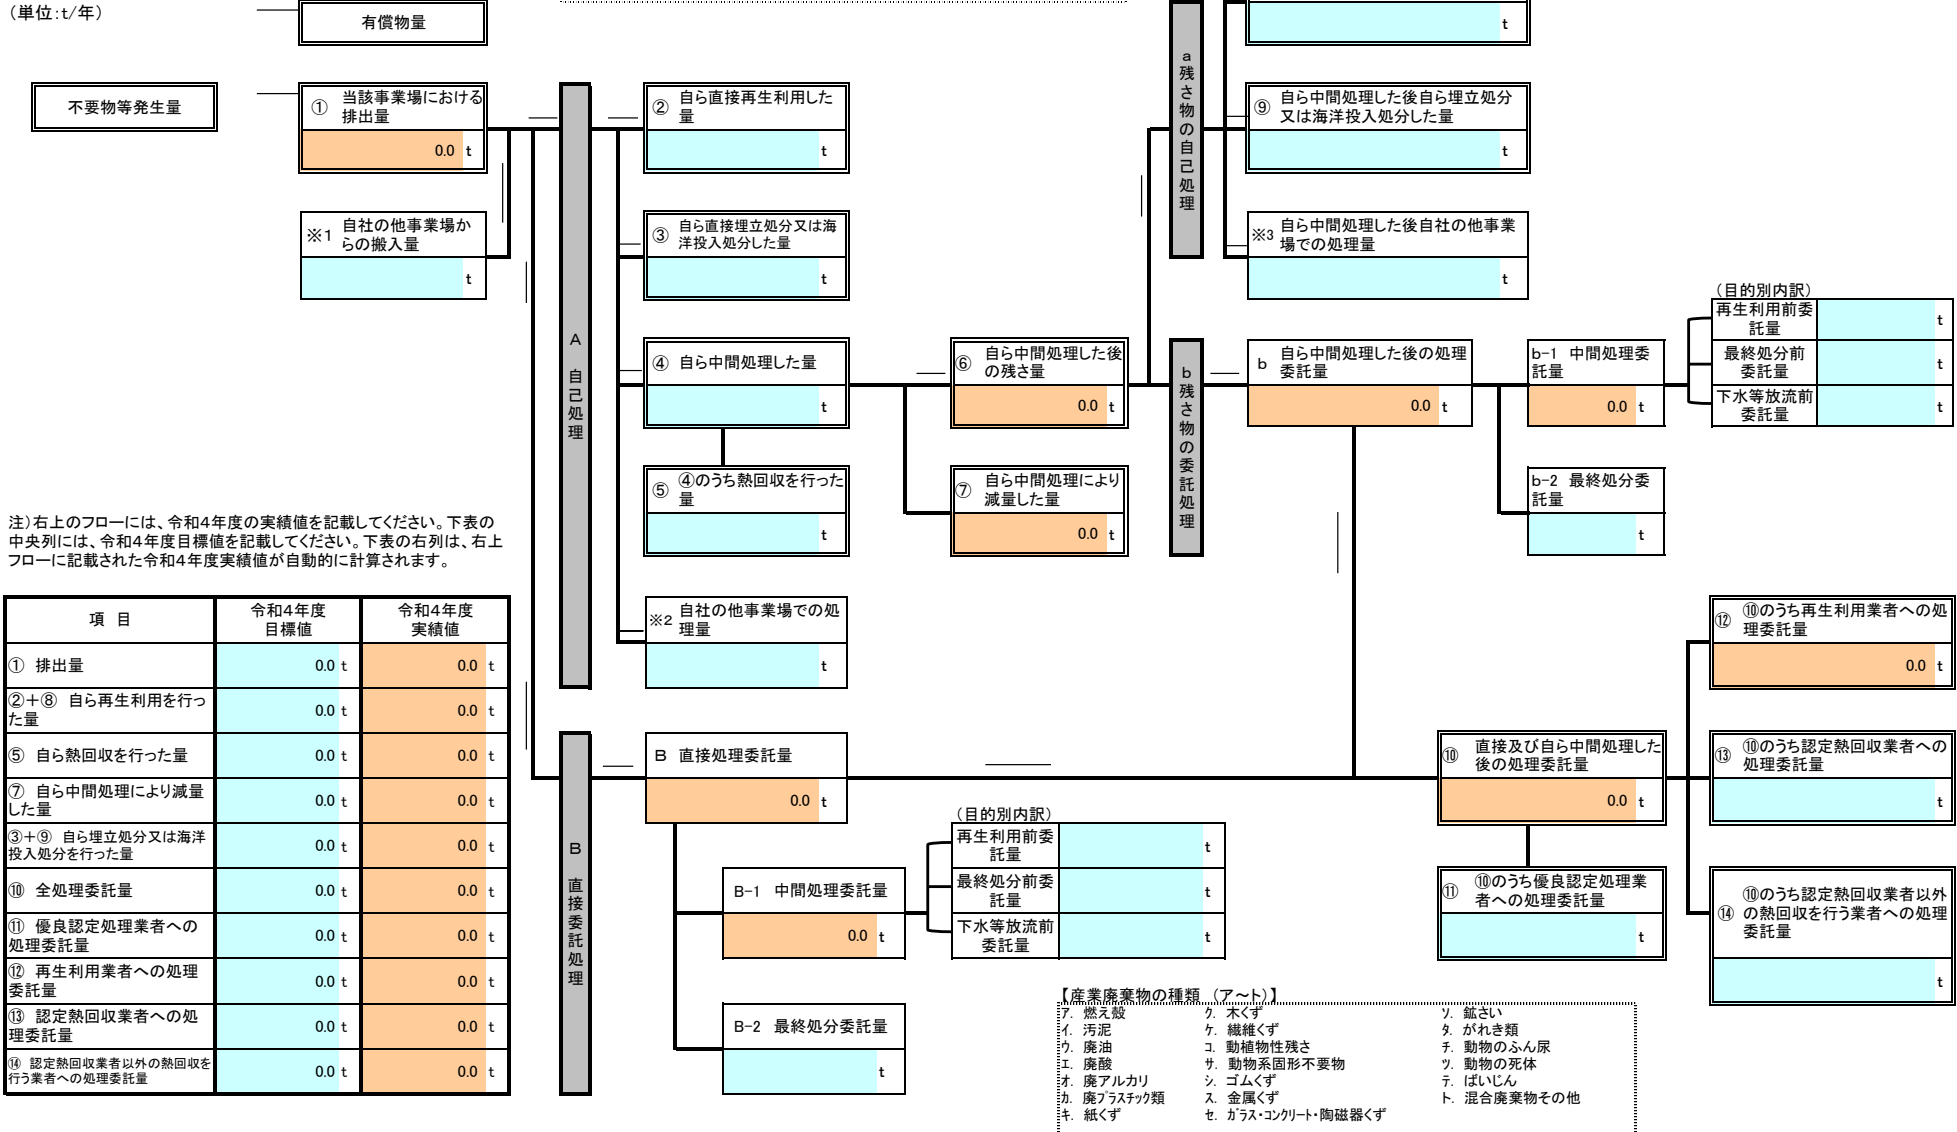 （単位:t/年）
有償物量
t
不要物等発生量
① 当該事業場における
排出量
0.0 t
② 自ら直接再生利用した
量
t
a 残さ物の自己処理
⑨ 自ら中間処理した後自ら埋立処分
又は海洋投入処分した量
t
※1 自社の他事業場か
らの搬入量
t
③ 自ら直接埋立処分又は海
洋投入処分した量
t
※3 自ら中間処理した後自社の他事業
場での処理量
t
A 自己処理
④ 自ら中間処理した量
t
⑥ 自ら中間処理した後
の残さ量
0.0 t
b 残さ物の委託処理
b 自ら中間処理した後の処理
委託量
0.0 t
b-1 中間処理委
託量
0.0 t
（目的別内訳）
再生利用前委
託量
t
最終処分前
委託量
t
下水等放流前
委託量
t
⑤ ④のうち熱回収を行った
量
t
⑦ 自ら中間処理により
減量した量
0.0 t
b-2 最終処分委
託量
t
注）右上のフローには、令和4年度の実績値を記載してください。下表の
中央列には、令和4年度目標値を記載してください。下表の右列は、右上
フローに記載された令和4年度実績値が自動的に計算されます。
項 目 令和4年度 目標値 令和4年度 実績値
① 排出量 0.0 t 0.0 t
②＋⑧ 自ら再生利用を行っ
た量 0.0 t 0.0 t
⑤ 自ら熱回収を行った量 0.0 t 0.0 t
⑦ 自ら中間処理により減量
した量 0.0 t 0.0 t
③＋⑨ 自ら埋立処分又は海洋
投入処分を行った量 0.0 t 0.0 t
⑩ 全処理委託量 0.0 t 0.0 t
⑪ 優良認定処理業者への
処理委託量 0.0 t 0.0 t
⑫ 再生利用業者への処理
委託量 0.0 t 0.0 t
⑬ 認定熱回収業者への処
理委託量 0.0 t 0.0 t
⑭ 認定熱回収業者以外の熱回収を
行う業者への処理委託量 0.0 t 0.0 t
※2 自社の他事業場での処
理量
t
B 直接委託処理
B 直接処理委託量
0.0 t
B-1 中間処理委託量
0.0 t
（目的別内訳）
再生利用前委
託量
t
最終処分前委
託量
t
下水等放流前
委託量
t
B-2 最終処分委託量
t
⑩ 直接及び自ら中間処理した
後の処理委託量
0.0 t
⑪ ⑩のうち優良認定処理業
者への処理委託量
t
⑫ ⑩のうち再生利用業者への処
理委託量
0.0 t
⑬ ⑩のうち認定熱回収業者への
処理委託量
t
⑭ ⑩のうち認定熱回収業者以外
の熱回収を行う業者への処理
委託量
t
【産業廃棄物の種類 （ア～ト）】
ア. 燃え殻 ク. 木くず ソ. 鉱さい
イ. 汚泥 ケ. 繊維くず タ. がれき類
ウ. 廃油 コ. 動植物性残さ チ. 動物のふん尿
エ. 廃酸 サ. 動物系固形不要物 ツ. 動物の死体
オ. 廃アルカリ シ. ゴムくず テ. ばいじん
カ. 廃プラスチック類 ス. 金属くず ト. 混合廃棄物その他
キ. 紙くず セ. ガラス・コンクリート・陶磁器くず